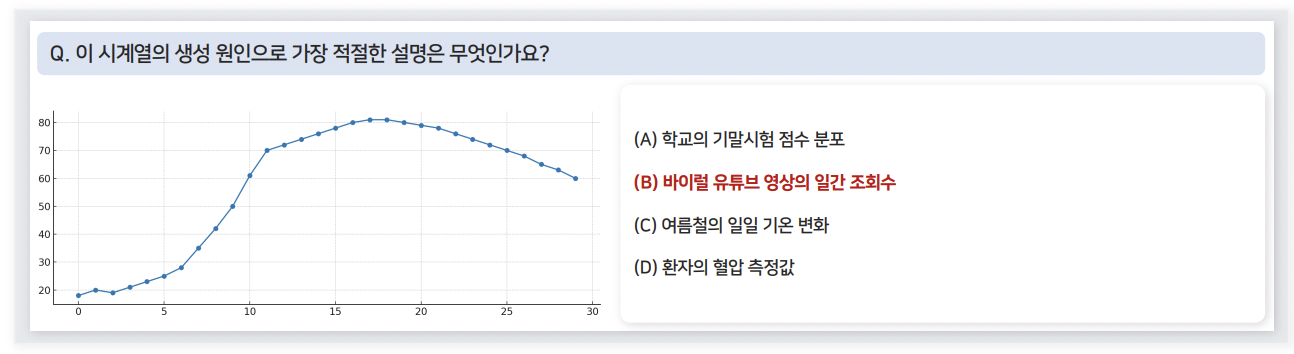 Q. 이 시계열의 생성 원인으로 가장 적절한 설명은 무엇인가요?
80
70
60
50
40
30
20
0 5 10 15 20 25 30
(A) 학교의 기말시험 점수 분포
(B) 바이럴 유튜브 영상의 일간 조회수
(C) 여름철의 일일 기온 변화
(D) 환자의 혈압 측정값